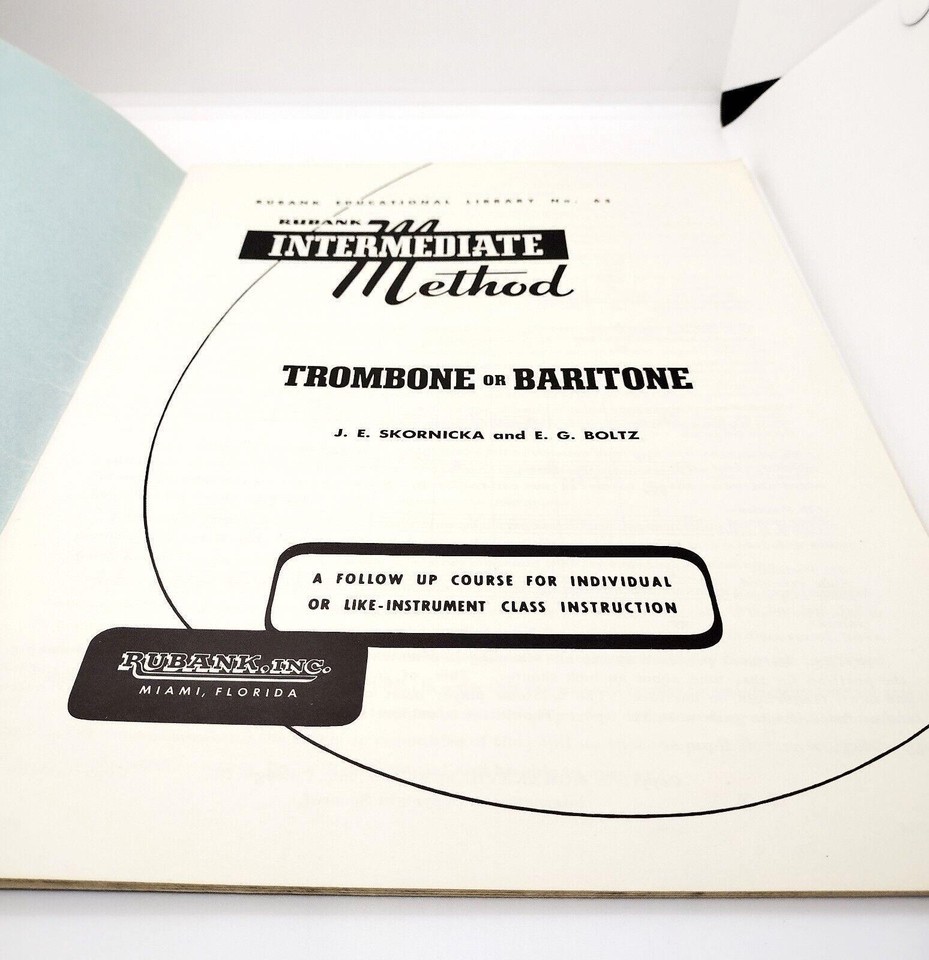 RUBANK EDUCATIONAL LIBRARY No.
RUBANK
INTERMEDIATE
Method
TROMBONE OR BARITONE
J. E. SKORNICKA and E. G. BOLTZ
A FOLLOW UP COURSE FOR INDIVIDUAL
OR LIKE-INSTRUMENT CLASS INSTRUCTION
RUBANK, INC.
MIAMI, FLORIDA